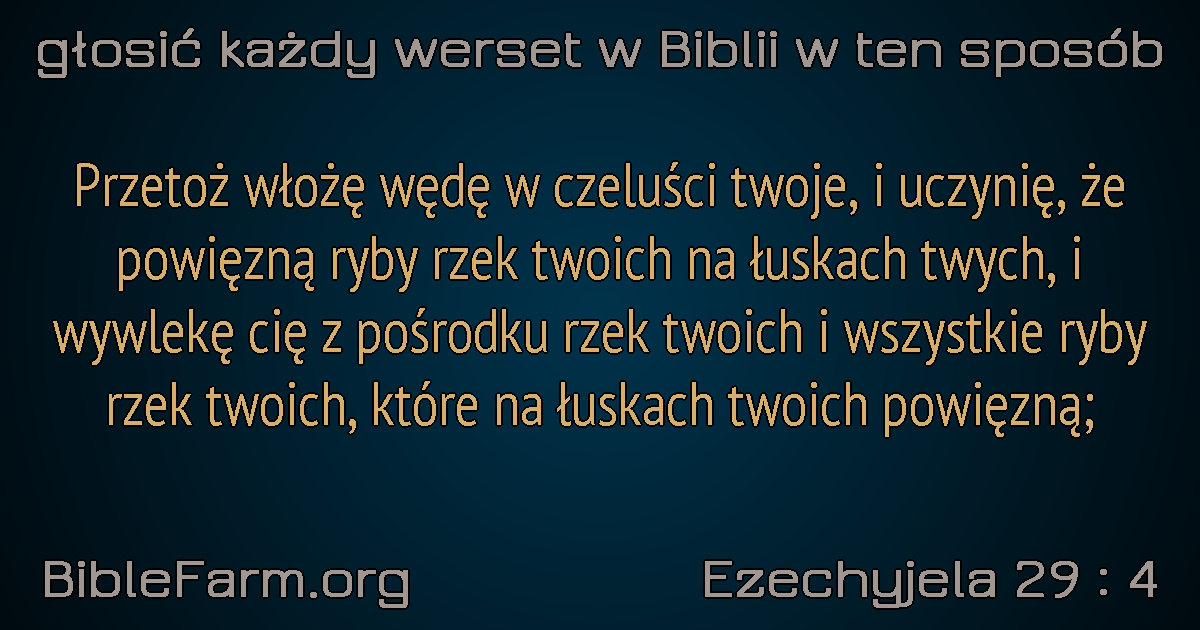 głosić każdy werset w Biblii w ten sposób
Przetoż włożę wędę w czeluści twoje, i uczynię, że
powięzną ryby rzek twoich na łuskach twych, i
wywlekę cię z pośrodku rzek twoich i wszystkie ryby
rzek twoich, które na łuskach twoich powięzną;
BibleFarm.org
Ezechyjela 29 : 4